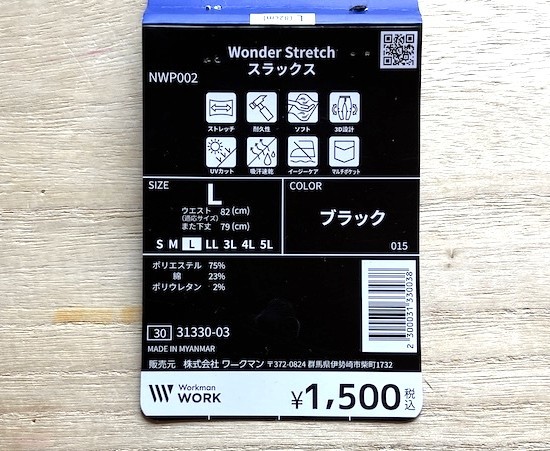 L (82cm)
Wonder Stretch
スラックス
NWP002
ストレッチ 耐久性 ソフト 3D設計
UVカット 吸汗速乾 イージーケア マルチポケット
SIZE
L
ウエスト 82 (cm)
(適応サイズ)
また下丈 79 (cm)
S M L LL 3L 4L 5L
COLOR
ブラック
015
ポリエステル 75%
綿 23%
ポリウレタン 2%
30 31330-03
MADE IN MYANMAR
2300031330038
販売元 株式会社 ワークマン 〒372-0824 群馬県伊勢崎市柴町1732
Workman
WORK
¥1,500 税込